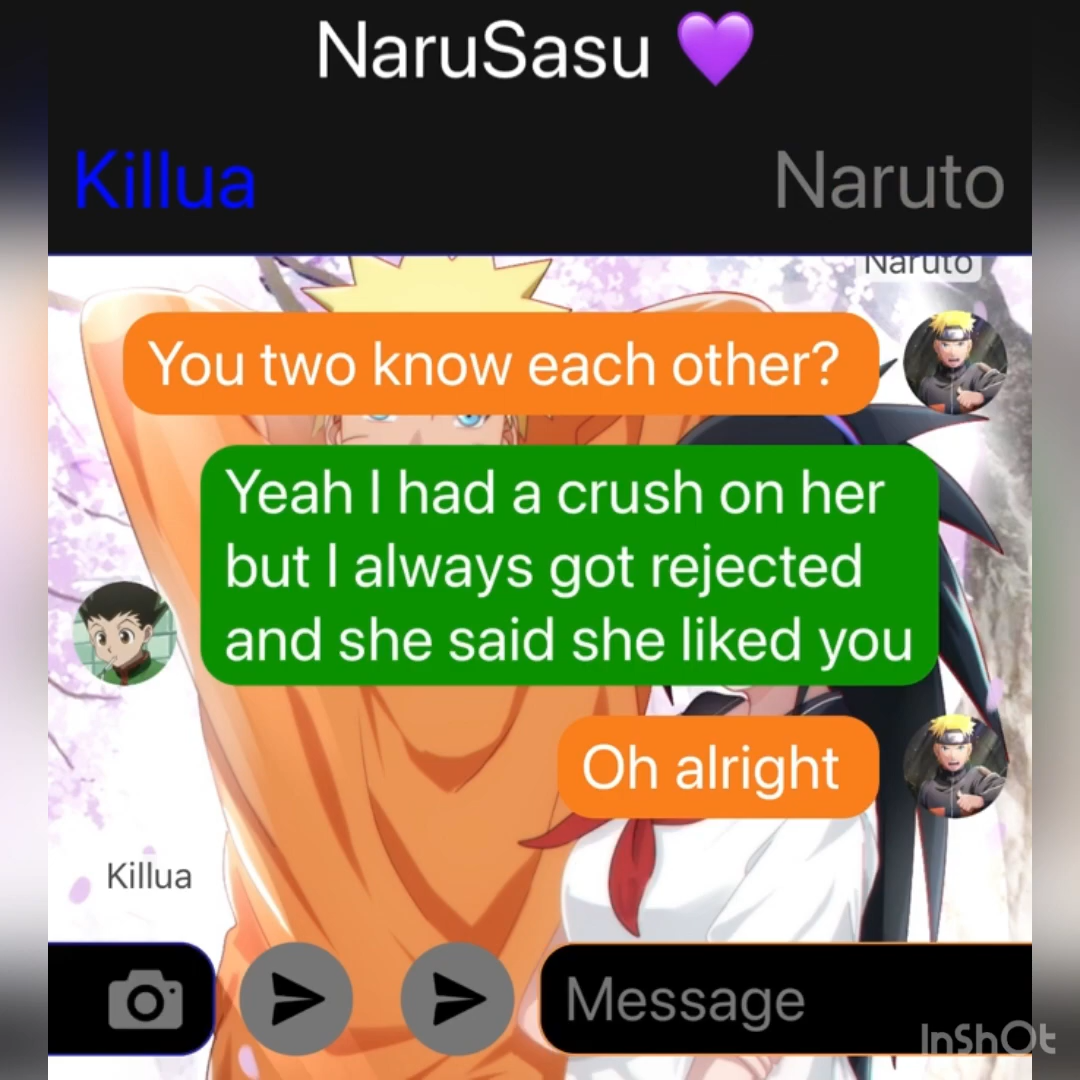 NaruSasu 💜
Killua
Naruto
Naruto
You two know each other?
Yeah I had a crush on her
but I always got rejected
and she said she liked you
Oh alright
Killua
Message
InShOt